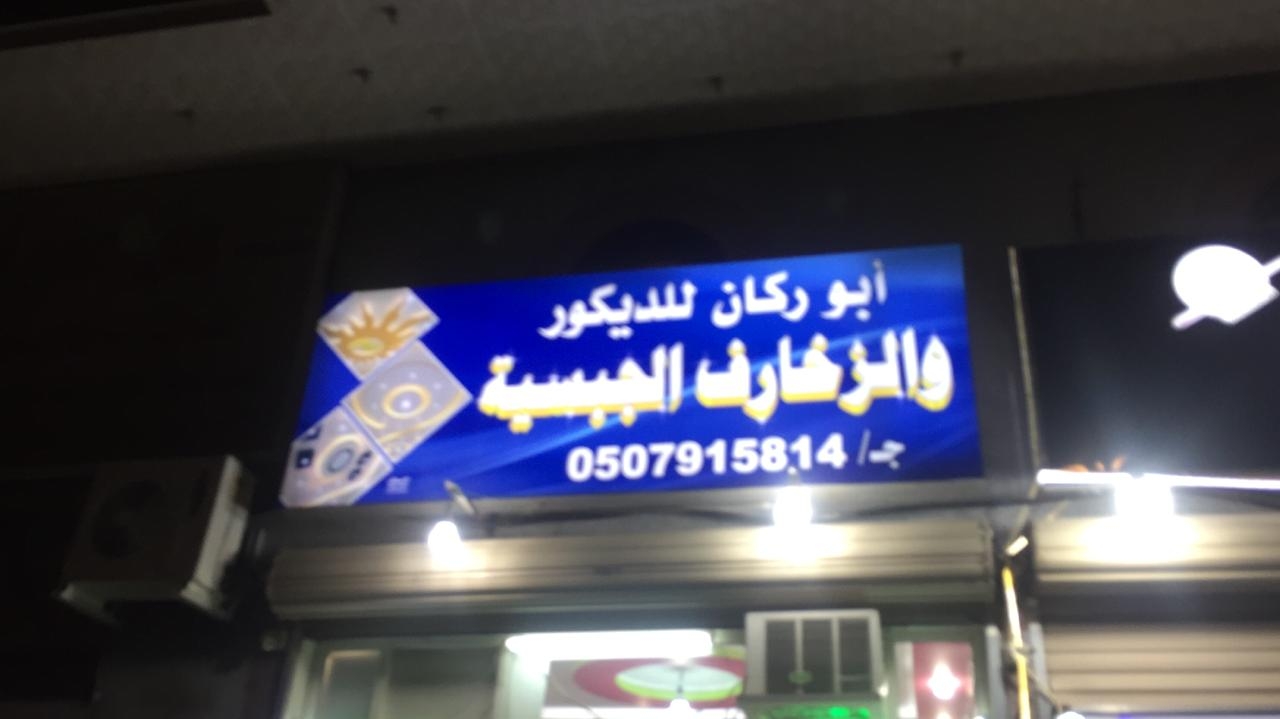 أبو ركان للديكور
والزخارف الجبسية
جـ/ 0507915814